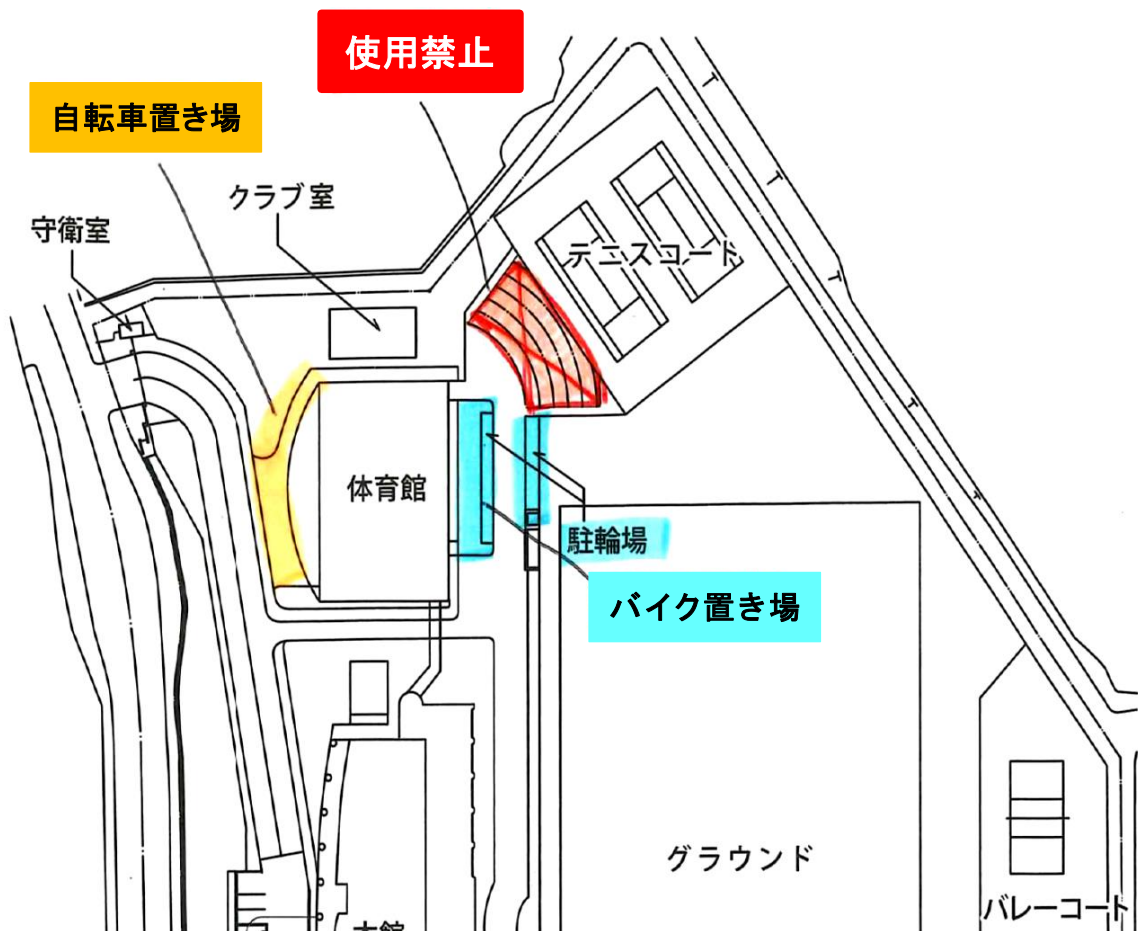 使用禁止
自転車置き場
クラブ室
守衛室
テニスコート
体育館
駐輪場
バイク置き場
グラウンド
バレーコート